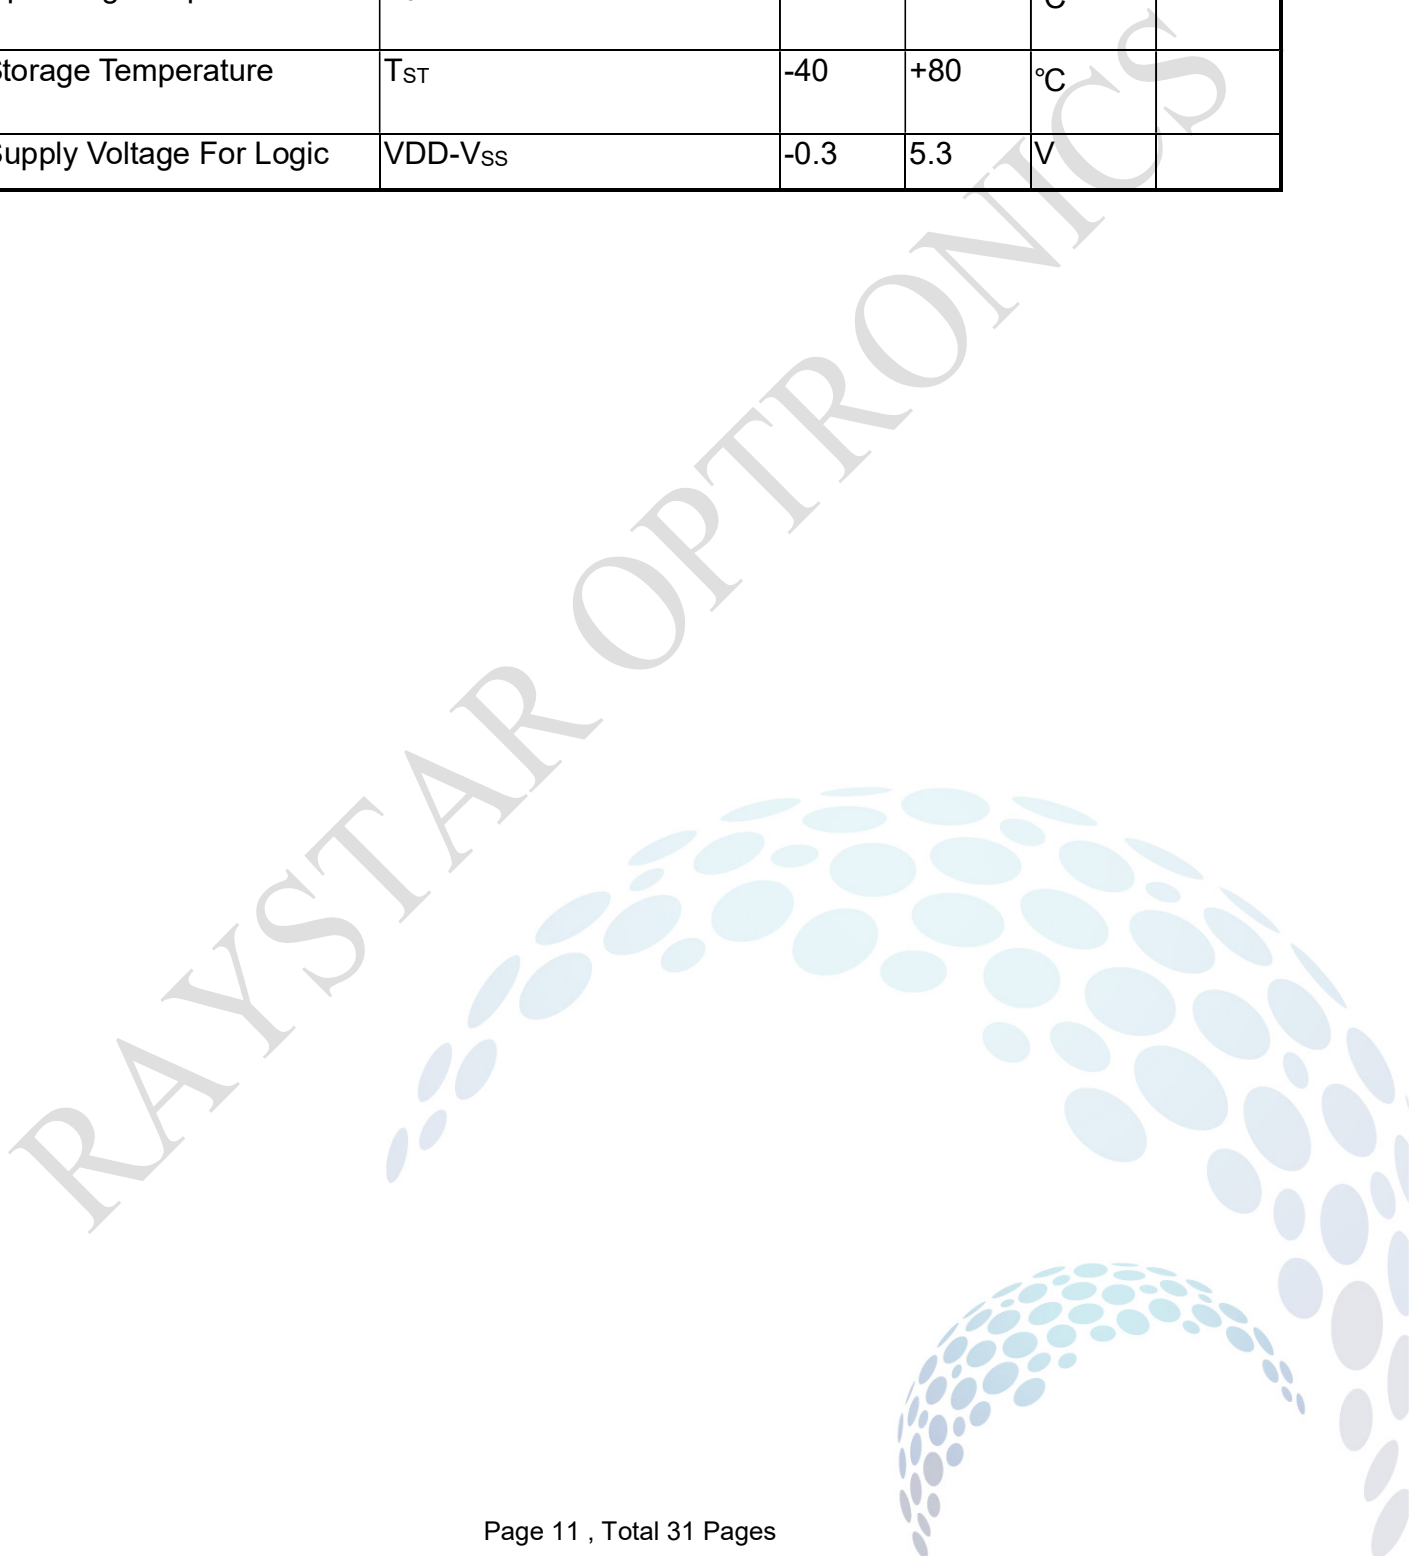 ℃
Storage Temperature TST -40 +80 ℃
Supply Voltage For Logic VDD-VSS -0.3 5.3 V
RAYSTAR OPTRONICS
Page 11 , Total 31 Pages